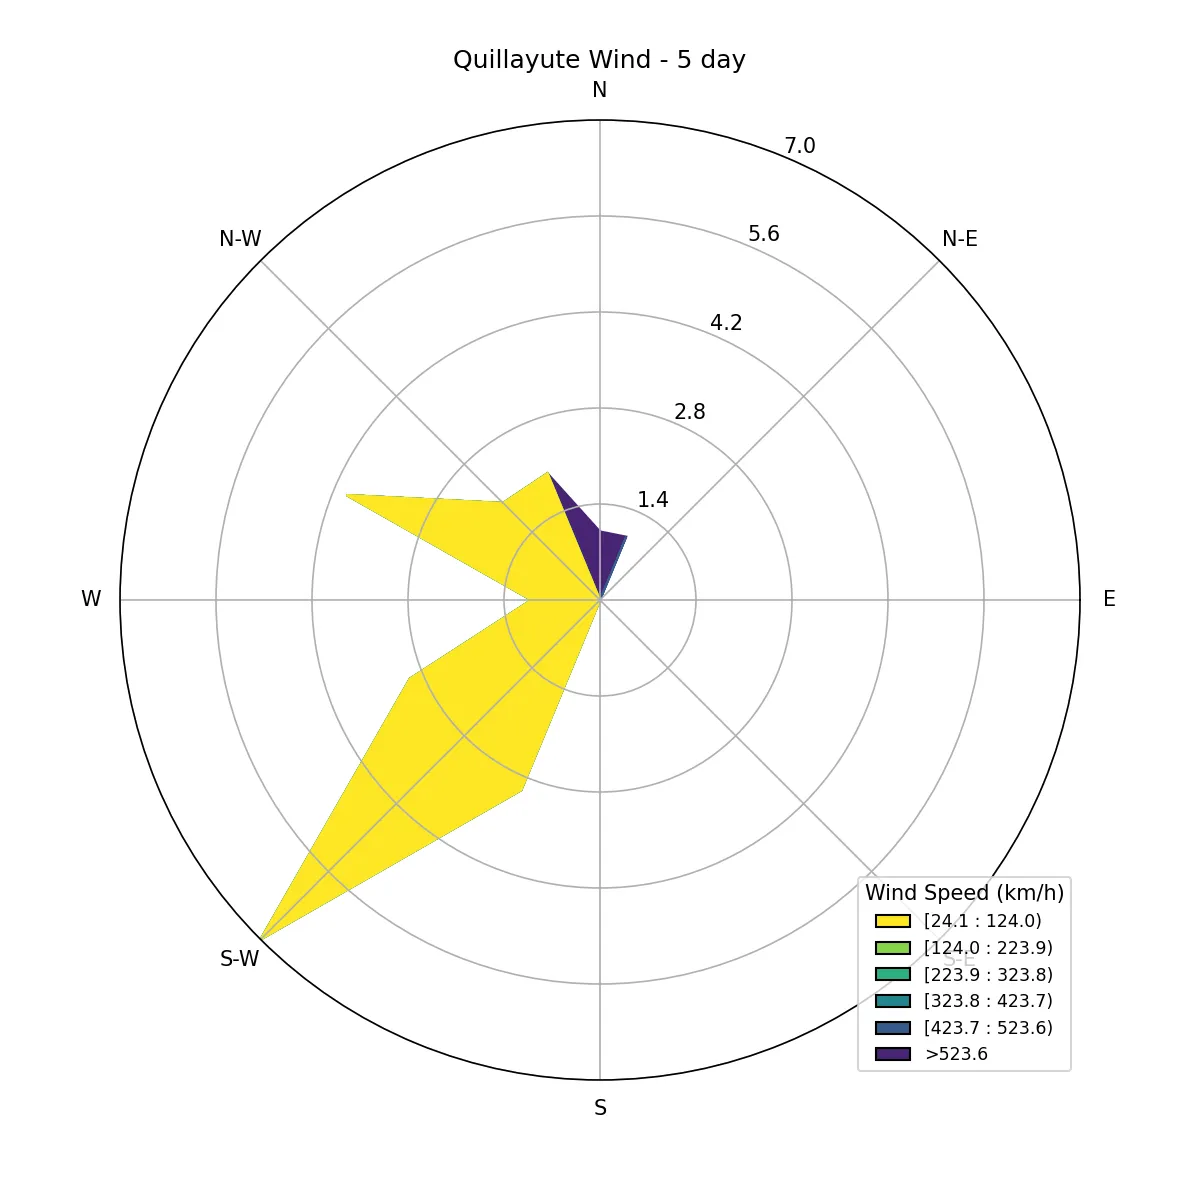 Quillayute Wind - 5 day
N
7.0
N-W
5.6
N-E
4.2
2.8
1.4
W
E
S-W
S-E
Wind Speed (km/h)
[24.1 : 124.0)
[124.0 : 223.9)
[223.9 : 323.8)
[323.8 : 423.7)
[423.7 : 523.6)
>523.6
S